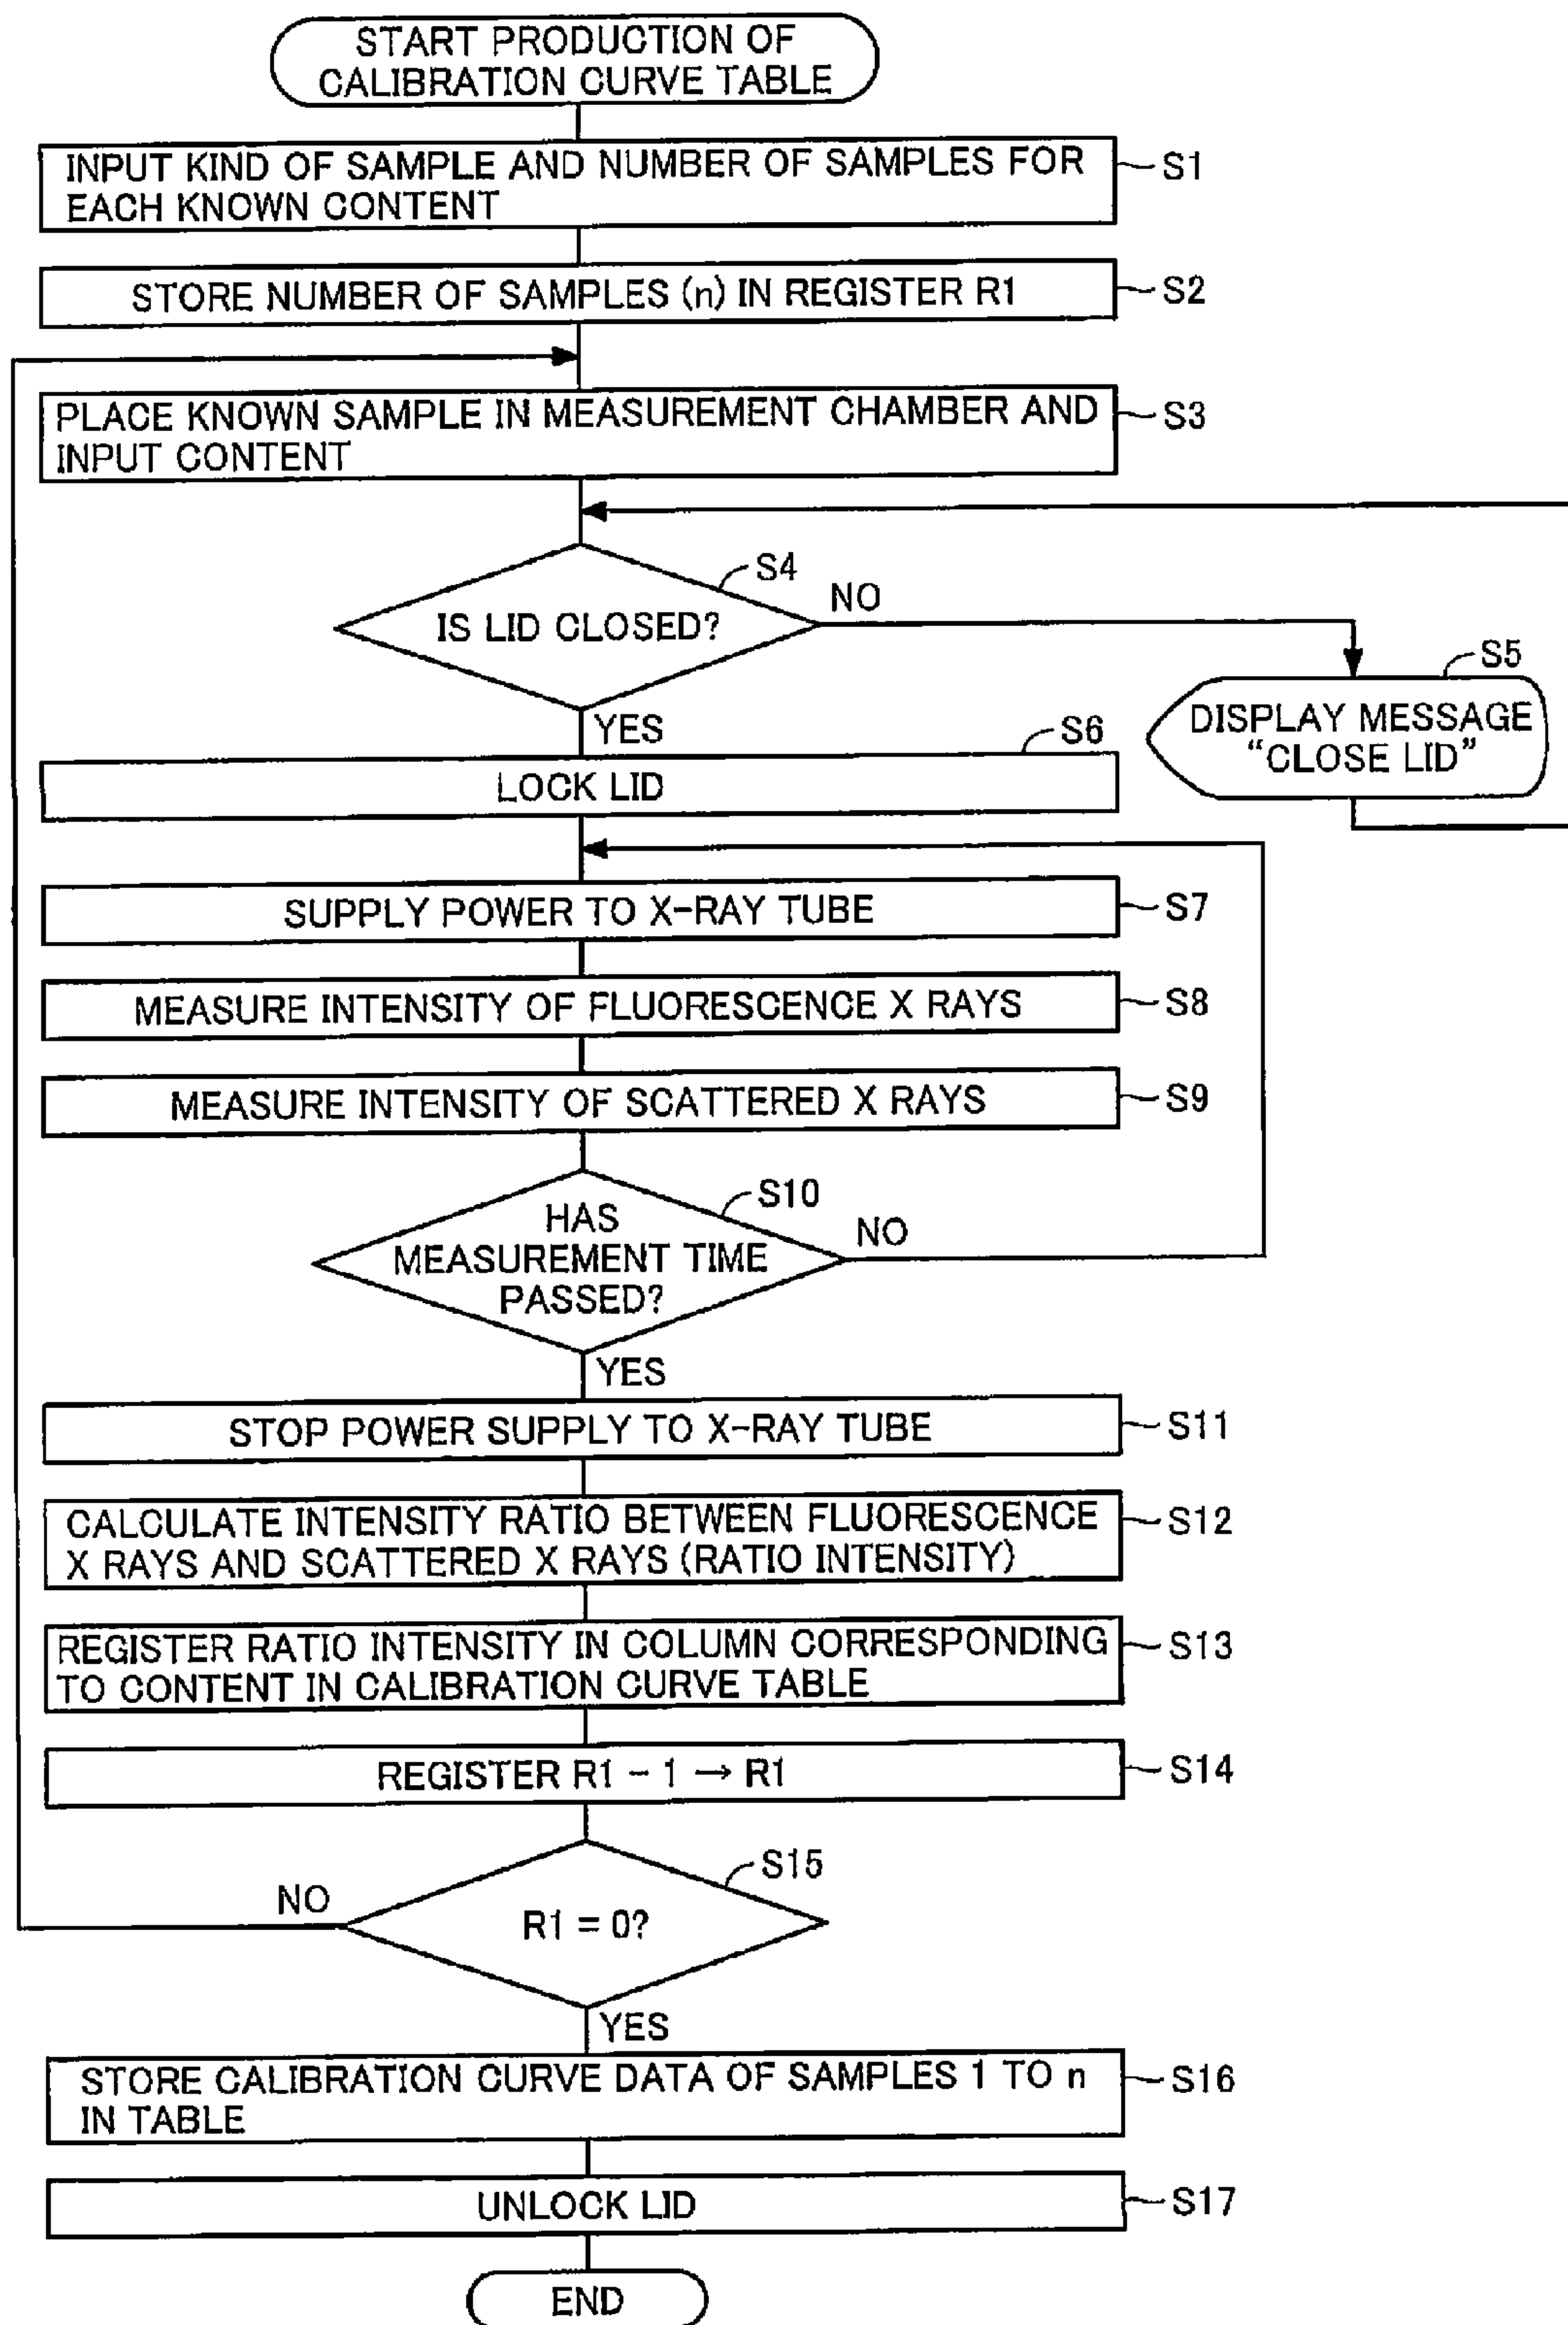 START PRODUCTION OF
CALIBRATION CURVE TABLE
INPUT KIND OF SAMPLE AND NUMBER OF SAMPLES FOR
EACH KNOWN CONTENT
S1
STORE NUMBER OF SAMPLES (n) IN REGISTER R1
S2
PLACE KNOWN SAMPLE IN MEASUREMENT CHAMBER AND
INPUT CONTENT
S3
S4
IS LID CLOSED?
NO
S5
DISPLAY MESSAGE
“CLOSE LID”
YES
S6
LOCK LID
SUPPLY POWER TO X-RAY TUBE
S7
MEASURE INTENSITY OF FLUORESCENCE X RAYS
S8
MEASURE INTENSITY OF SCATTERED X RAYS
S9
S10
HAS
MEASUREMENT TIME
PASSED?
NO
YES
STOP POWER SUPPLY TO X-RAY TUBE
S11
CALCULATE INTENSITY RATIO BETWEEN FLUORESCENCE
X RAYS AND SCATTERED X RAYS (RATIO INTENSITY)
S12
REGISTER RATIO INTENSITY IN COLUMN CORRESPONDING
TO CONTENT IN CALIBRATION CURVE TABLE
S13
REGISTER R1 - 1 → R1
S14
S15
NO
R1 = 0?
YES
STORE CALIBRATION CURVE DATA OF SAMPLES 1 TO n
IN TABLE
S16
UNLOCK LID
S17
END